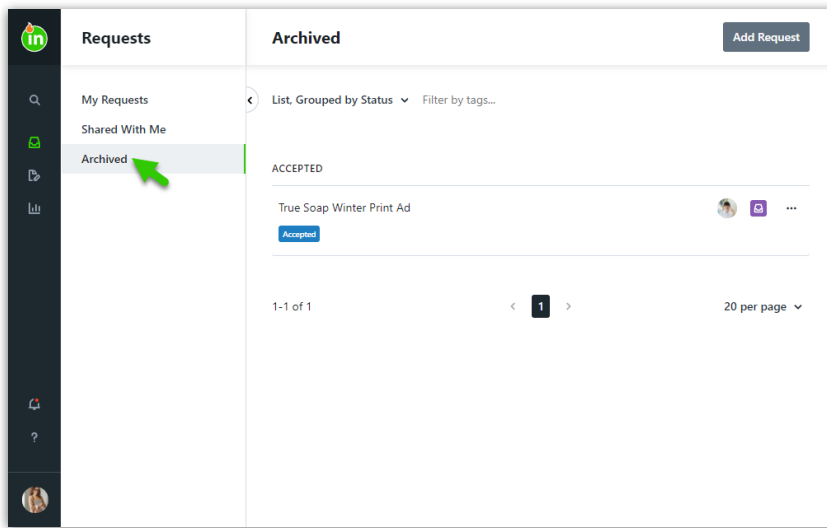 in
Requests
Archived
Add Request
My Requests
Shared With Me
Archived
List, Grouped by Status
Filter by tags...
ACCEPTED
True Soap Winter Print Ad
Accepted
1-1 of 1
< 1 >
20 per page
?